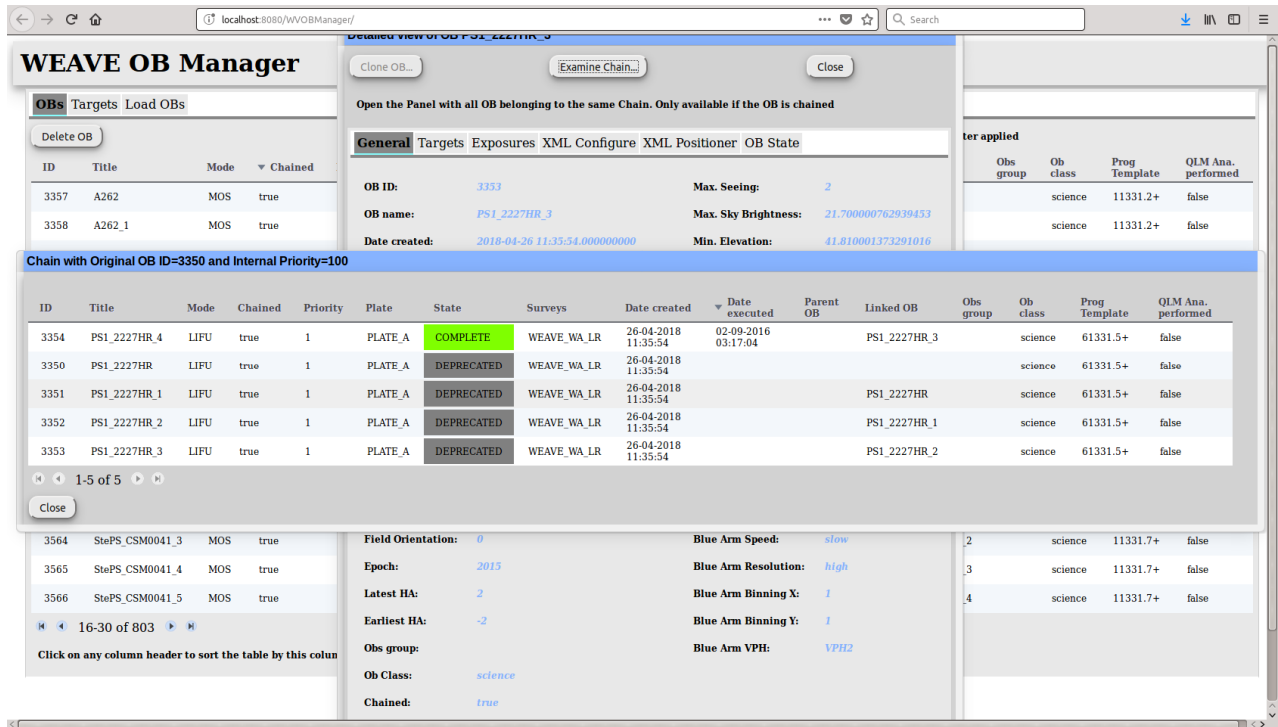 localhost:8080/WVOBManager/
Search
WEAVE OB Manager
OBs Targets Load OBs
Delete OB
ID Title Mode Chained
3357 A262 MOS true
3358 A262_1 MOS true
Detailed view of OB PS1_2227HR_3
Clone OB... Examine Chain... Close
Open the Panel with all OB belonging to the same Chain. Only available if the OB is chained
General Targets Exposures XML Configure XML Positioner OB State
OB ID: 3353 Max. Seeing: 2
OB name: PS1_2227HR_3 Max. Sky Brightness: 21.700000762939453
Date created: 2018-04-26 11:35:54.000000000 Min. Elevation: 41.810001373291016
ter applied
Obs group Ob class Prog Template QLM Ana. performed
science 11331.2+ false
science 11331.2+ false
Chain with Original OB ID=3350 and Internal Priority=100
ID Title Mode Chained Priority Plate State Surveys Date created Date executed Parent OB Linked OB Obs group Ob class Prog Template QLM Ana. performed
3354 PS1_2227HR_4 LIFU true 1 PLATE_A COMPLETE WEAVE_WA_LR 26-04-2018 11:35:54 02-09-2016 03:17:04 PS1_2227HR_3 science 61331.5+ false
3350 PS1_2227HR LIFU true 1 PLATE_A DEPRECATED WEAVE_WA_LR 26-04-2018 11:35:54 science 61331.5+ false
3351 PS1_2227HR_1 LIFU true 1 PLATE_A DEPRECATED WEAVE_WA_LR 26-04-2018 11:35:54 PS1_2227HR science 61331.5+ false
3352 PS1_2227HR_2 LIFU true 1 PLATE_A DEPRECATED WEAVE_WA_LR 26-04-2018 11:35:54 PS1_2227HR_1 science 61331.5+ false
3353 PS1_2227HR_3 LIFU true 1 PLATE_A DEPRECATED WEAVE_WA_LR 26-04-2018 11:35:54 PS1_2227HR_2 science 61331.5+ false
1-5 of 5
Close
3564 StePS_CSM0041_3 MOS true
3565 StePS_CSM0041_4 MOS true
3566 StePS_CSM0041_5 MOS true
16-30 of 803
Click on any column header to sort the table by this colun
Field Orientation: 0 Blue Arm Speed: slow
Epoch: 2015 Blue Arm Resolution: high
Latest HA: 2 Blue Arm Binning X: 1
Earliest HA: -2 Blue Arm Binning Y: 1
Obs group: Blue Arm VPH: VPH2
Ob Class: science
Chained: true
_2 science 11331.7+ false
_3 science 11331.7+ false
_4 science 11331.7+ false